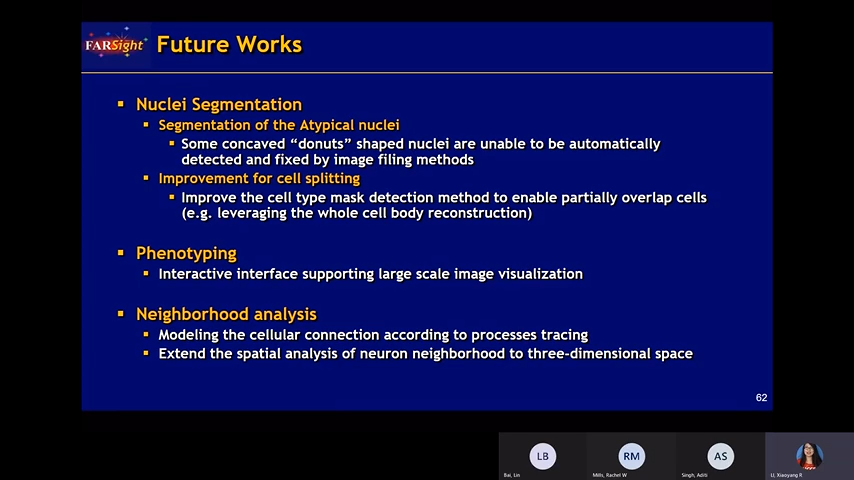 FARSight
Future Works
Nuclei Segmentation
Segmentation of the Atypical nuclei
Some concaved “donuts” shaped nuclei are unable to be automatically
detected and fixed by image filing methods
Improvement for cell splitting
Improve the cell type mask detection method to enable partially overlap cells
(e.g. leveraging the whole cell body reconstruction)
Phenotyping
Interactive interface supporting large scale image visualization
Neighborhood analysis
Modeling the cellular connection according to processes tracing
Extend the spatial analysis of neuron neighborhood to three-dimensional space
62
LB
RM
AS
Bai, Lin
Mills, Rachel W
Singh, Aditi
LI, Xiaoyang R